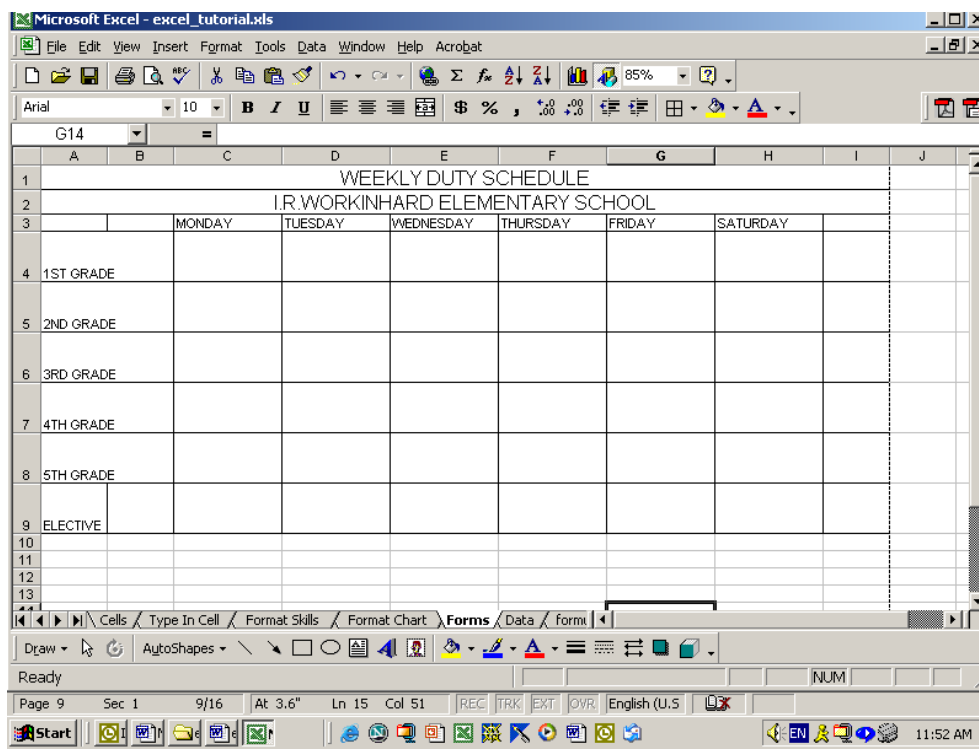 Microsoft Excel - excel_tutorial.xls
File Edit View Insert Format Tools Data Window Help Acrobat
85%
Arial 10 B I U $ % ,
G14 =
A B C D E F G H I J
1 WEEKLY DUTY SCHEDULE
2 I.R.WORKINHARD ELEMENTARY SCHOOL
3 MONDAY TUESDAY WEDNESDAY THURSDAY FRIDAY SATURDAY
4 1ST GRADE
5 2ND GRADE
6 3RD GRADE
7 4TH GRADE
8 5TH GRADE
9 ELECTIVE
10
11
12
13
Cells Type In Cell Format Skills Format Chart Forms Data
Draw AutoShapes
Ready NUM
Page 9 Sec 1 9/16 At 3.6" Ln 15 Col 51 REC TRK EXT OVR English (U.S
Start EN 11:52 AM